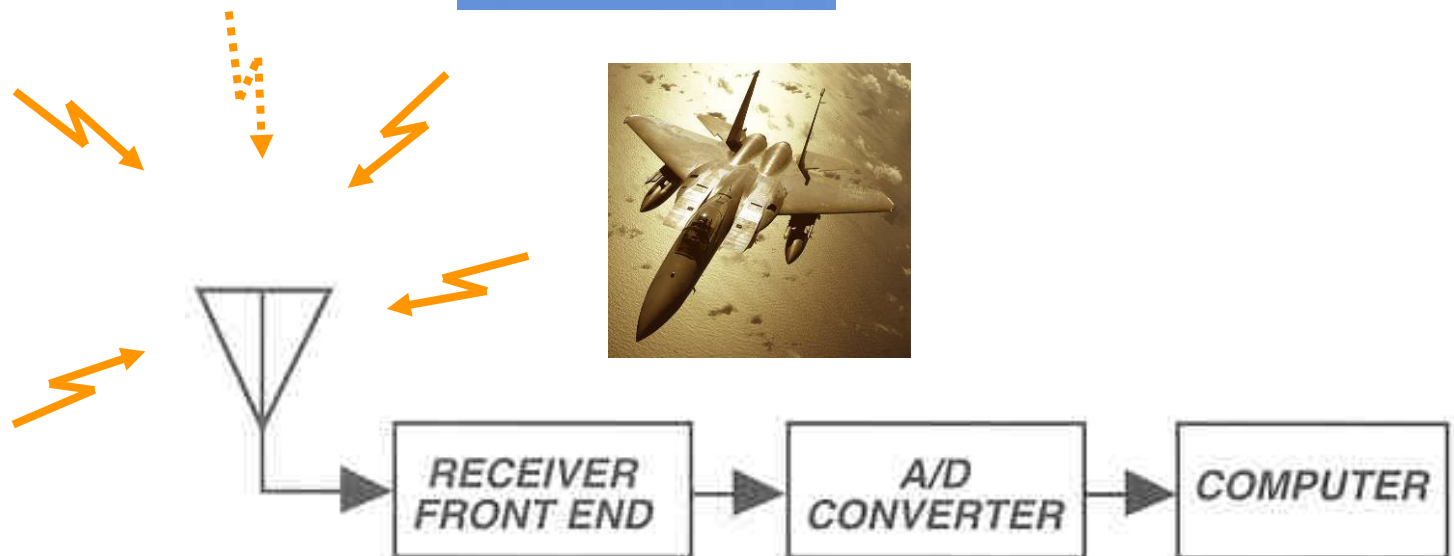 RECEIVER
FRONT END
A/D
CONVERTER
COMPUTER